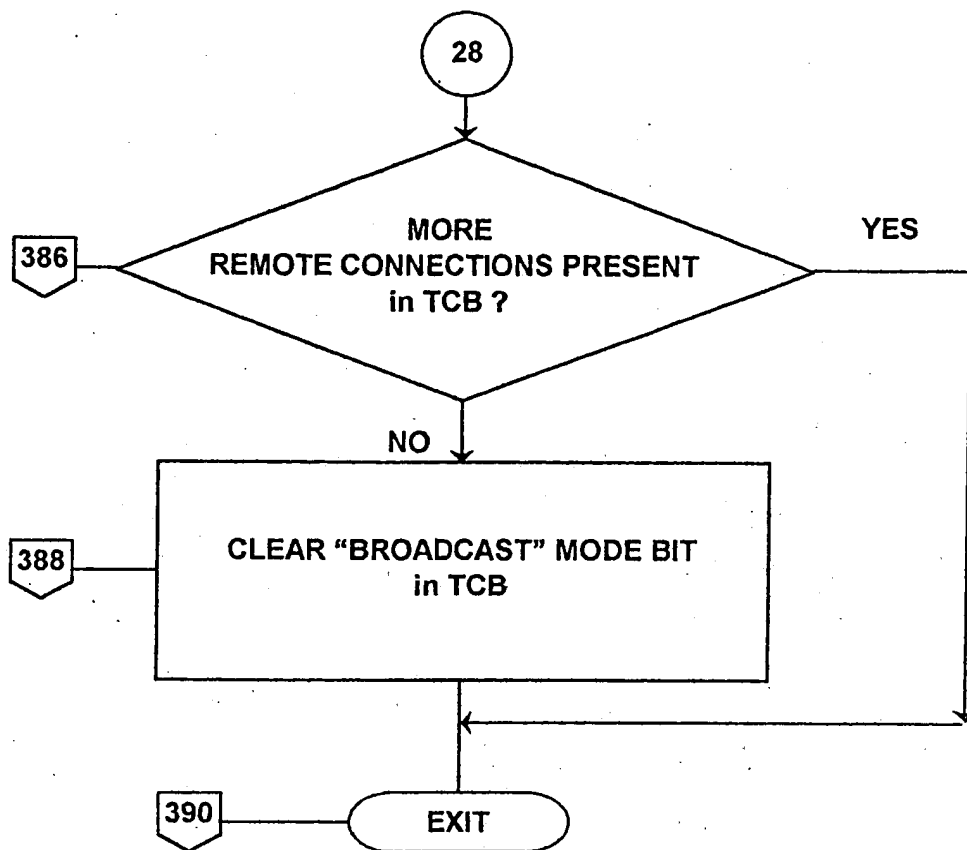 28
MORE
REMOTE CONNECTIONS PRESENT
in TCB ?
YES
386
NO
CLEAR “BROADCAST” MODE BIT
in TCB
388
390
EXIT